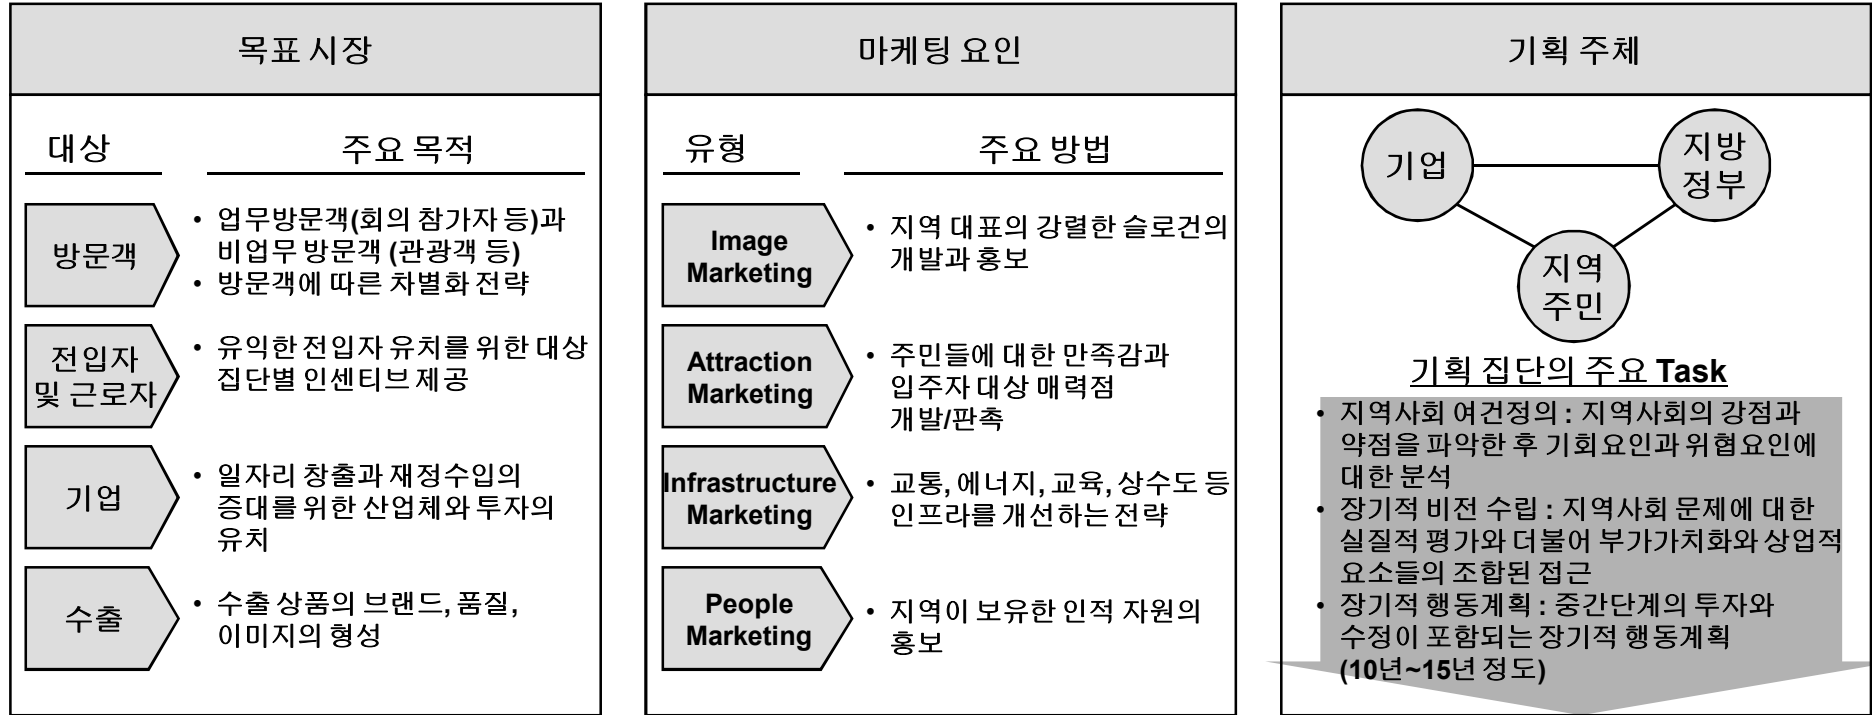 목표 시장
대상
주요 목적
방문객
• 업무방문객(회의 참가자 등)과
비업무 방문객 (관광객 등)
• 방문객에 따른 차별화 전략
전입자
및 근로자
• 유익한 전입자 유치를 위한 대상
집단별 인센티브 제공
기업
• 일자리 창출과 재정수입의
증대를 위한 산업체와 투자의
유치
수출
• 수출 상품의 브랜드, 품질,
이미지의 형성
마케팅 요인
유형
주요 방법
Image
Marketing
• 지역 대표의 강렬한 슬로건의
개발과 홍보
Attraction
Marketing
• 주민들에 대한 만족감과
입주자 대상 매력점
개발/판촉
Infrastructure
Marketing
• 교통, 에너지, 교육, 상수도 등
인프라를 개선하는 전략
People
Marketing
• 지역이 보유한 인적 자원의
홍보
기획 주체
기업
지방
정부
지역
주민
기획 집단의 주요 Task
• 지역사회 여건정의 : 지역사회의 강점과
약점을 파악한 후 기회요인과 위협요인에
대한 분석
• 장기적 비전 수립 : 지역사회 문제에 대한
실질적 평가와 더불어 부가가치화와 상업적
요소들의 조합된 접근
• 장기적 행동계획 : 중간단계의 투자와
수정이 포함되는 장기적 행동계획
(10년~15년 정도)